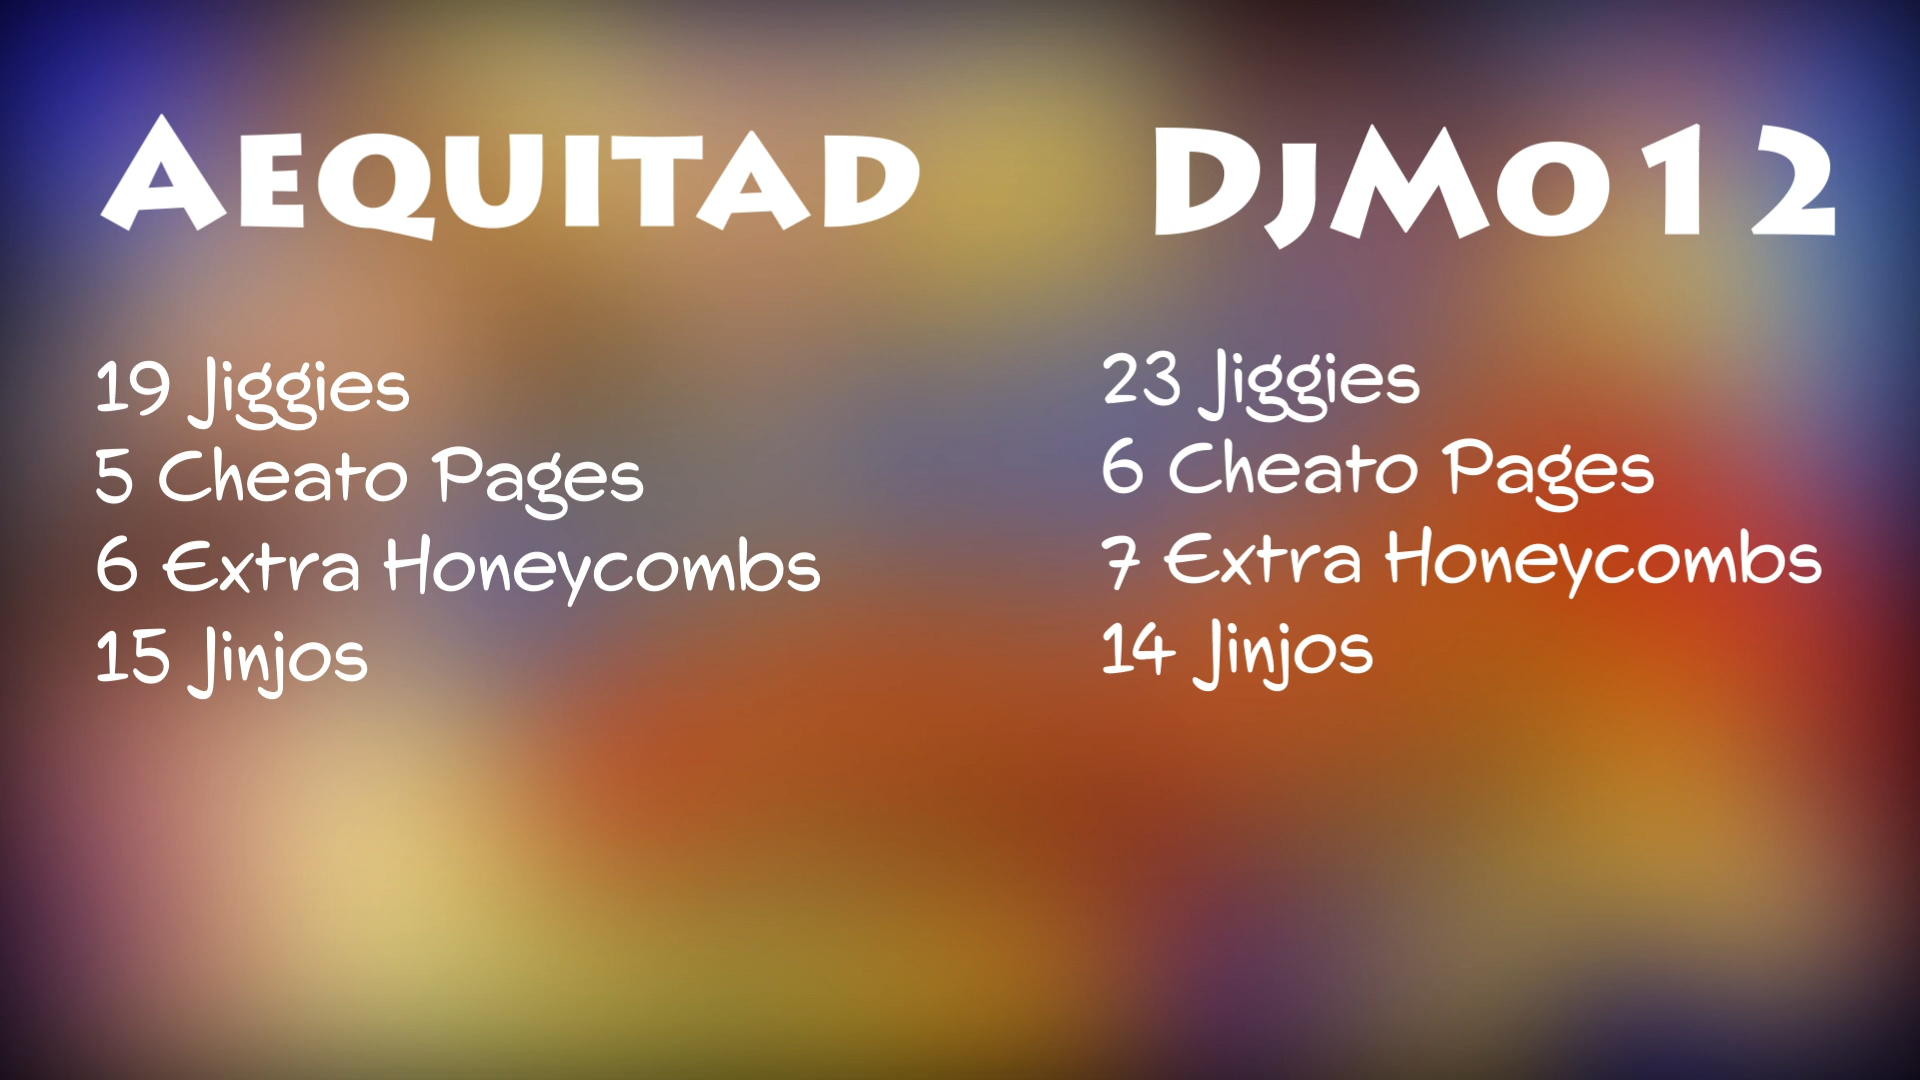 Aequitad
19 Jiggies
5 Cheato Pages
6 Extra Honeycombs
15 Jinjos
DjMo12
23 Jiggies
6 Cheato Pages
7 Extra Honeycombs
14 Jinjos